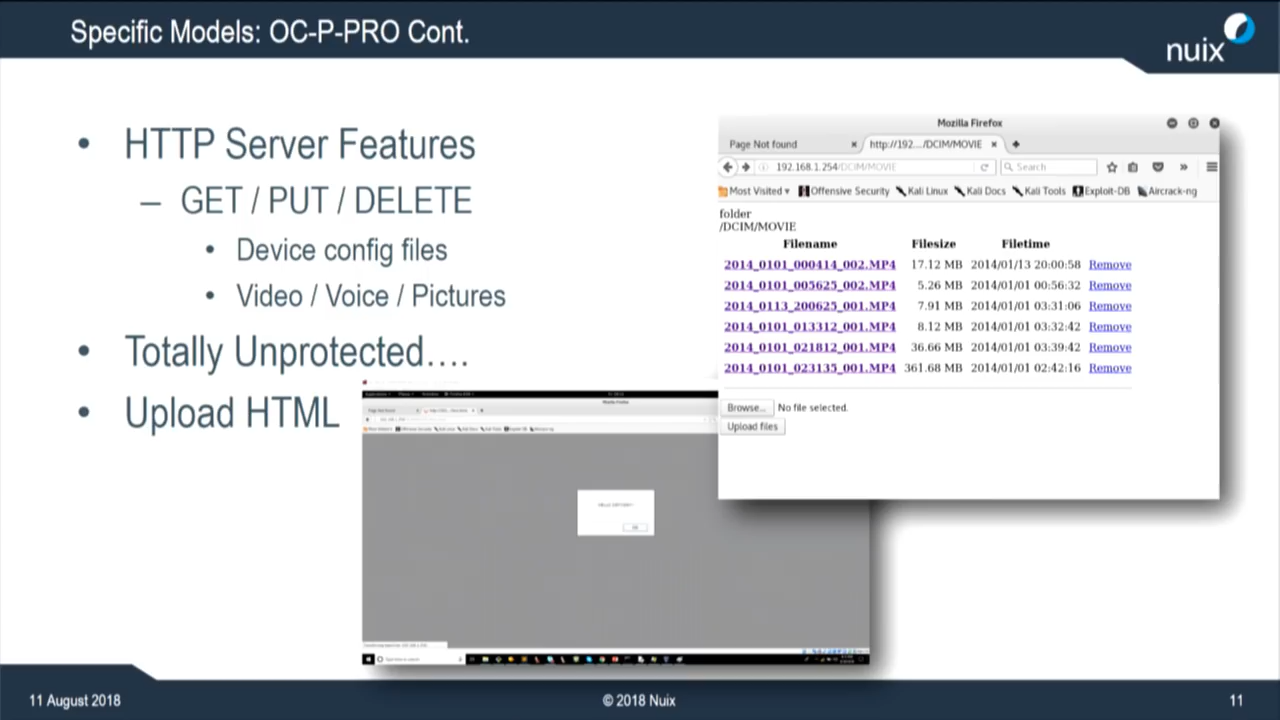 Specific Models: OC-P-PRO Cont.
nuix
• HTTP Server Features
– GET / PUT / DELETE
• Device config files
• Video / Voice / Pictures
• Totally Unprotected….
• Upload HTML
Mozilla Firefox
Page Not found
http://192..../DCIM/MOVIE
192.168.1.254/DCIM/MOVIE
Search
Most Visited
Offensive Security
Kali Linux
Kali Docs
Kali Tools
Exploit-DB
Aircrack-ng
folder
/DCIM/MOVIE
Filename Filesize Filetime
2014_0101_000414_002.MP4 17.12 MB 2014/01/13 20:00:58 Remove
2014_0101_005625_002.MP4 5.26 MB 2014/01/01 00:56:32 Remove
2014_0113_200625_001.MP4 7.91 MB 2014/01/01 03:31:06 Remove
2014_0101_013312_001.MP4 8.12 MB 2014/01/01 03:32:42 Remove
2014_0101_021812_001.MP4 36.66 MB 2014/01/01 03:39:42 Remove
2014_0101_023135_001.MP4 361.68 MB 2014/01/01 02:42:16 Remove
Browse... No file selected.
Upload files
Mozilla Firefox
11 August 2018
© 2018 Nuix
11